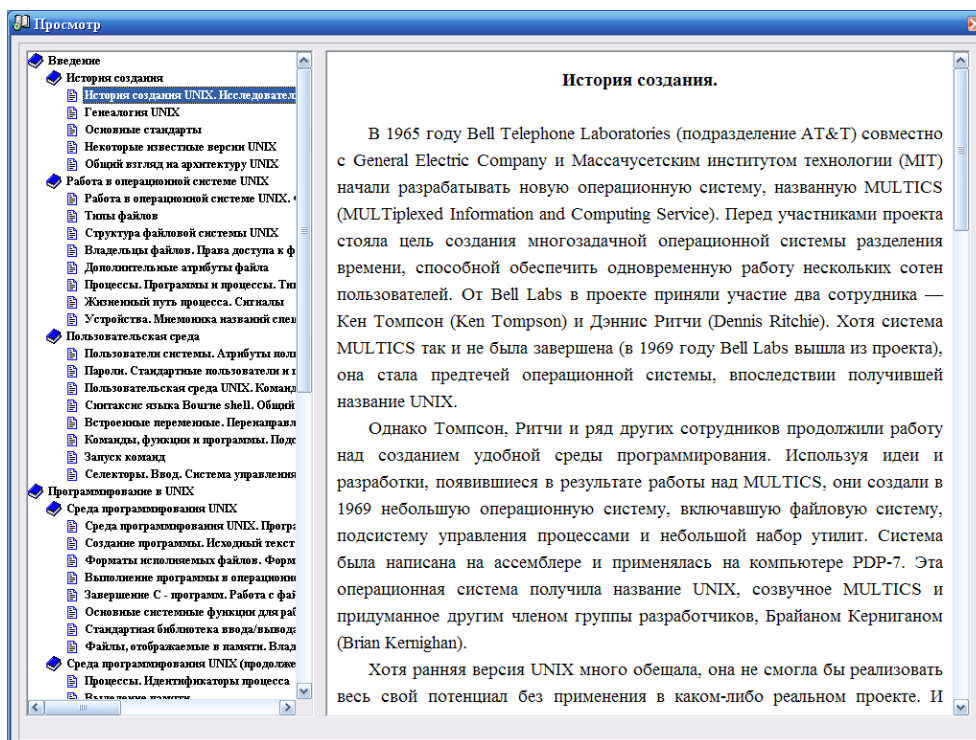 Просмотр
Введение
История создания
История создания UNIX. Исследовател
Генеалогия UNIX
Основные стандарты
Некоторые известные версии UNIX
Общий взгляд на архитектуру UNIX
Работа в операционной системе UNIX
Работа в операционной системе UNIX.
Типы файлов
Структура файловой системы UNIX
Владельцы файлов. Права доступа к ф
Дополнительные атрибуты файла
Процессы. Программы и процессы. Ти
Жизненный путь процесса. Сигналы
Устройства. Мнемоника названий спец
Пользовательская среда
Пользователи системы. Атрибуты пол
Пароли. Стандартные пользователи и г
Пользовательская среда UNIX. Команд
Синтаксис языка Bourne shell. Общий
Встроенные переменные. Перенаправл
Команды, функции и программы. Подс
Запуск команд
Селекторы. Ввод. Система управления
Программирование в UNIX
Среда программирования UNIX
Среда программирования UNIX. Програ
Создание программы. Исходный текст
Форматы исполняемых файлов. Форм
Выполнение программы в операционно
Завершение С - программ. Работа с фай
Основные системные функции для раб
Стандартная библиотека ввода/вывода
Файлы, отображаемые в памяти. Влад
Среда программирования UNIX (продолже
Процессы. Идентификаторы процесса
Выделение памяти
История создания.
В 1965 году Bell Telephone Laboratories (подразделение AT&T) совместно
с General Electric Company и Массачусетским институтом технологии (MIT)
начали разрабатывать новую операционную систему, названную MULTICS
(MULTiplexed Information and Computing Service). Перед участниками проекта
стояла цель создания многозадачной операционной системы разделения
времени, способной обеспечить одновременную работу нескольких сотен
пользователей. От Bell Labs в проекте приняли участие два сотрудника —
Кен Томпсон (Ken Tompson) и Дэннис Ритчи (Dennis Ritchie). Хотя система
MULTICS так и не была завершена (в 1969 году Bell Labs вышла из проекта),
она стала предтечей операционной системы, впоследствии получившей
название UNIX.
Однако Томпсон, Ритчи и ряд других сотрудников продолжили работу
над созданием удобной среды программирования. Используя идеи и
разработки, появившиеся в результате работы над MULTICS, они создали в
1969 небольшую операционную систему, включавшую файловую систему,
подсистему управления процессами и небольшой набор утилит. Система
была написана на ассемблере и применялась на компьютере PDP-7. Эта
операционная система получила название UNIX, созвучное MULTICS и
придуманное другим членом группы разработчиков, Брайаном Керниганом
(Brian Kernighan).
Хотя ранняя версия UNIX много обещала, она не смогла бы реализовать
весь свой потенциал без применения в каком-либо реальном проекте. И